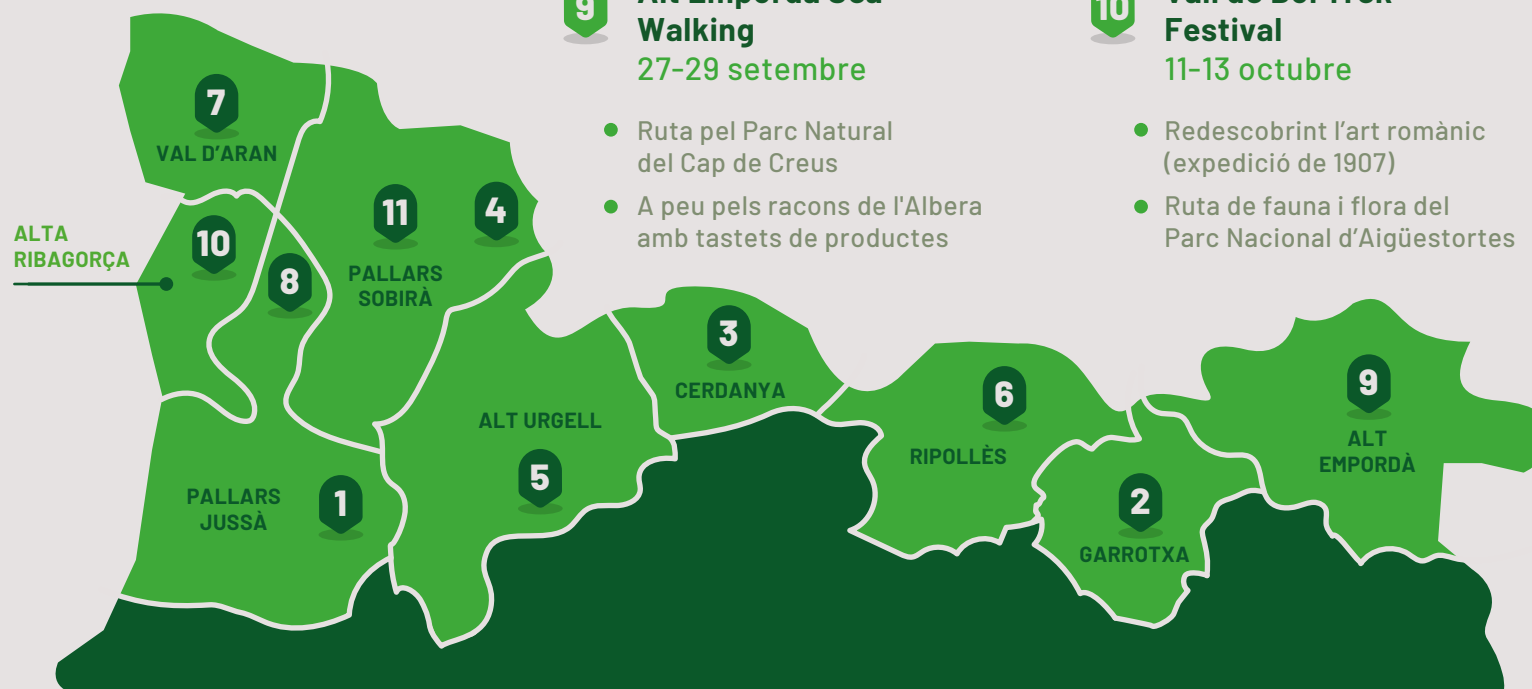 9
Walking
27-29 setembre
Ruta pel Parc Natural
del Cap de Creus
A peu pels racons de l'Albera
amb tastets de productes
10
Festival
11-13 octubre
Redescobrint l’art romànic
(expedició de 1907)
Ruta de fauna i flora del
Parc Nacional d’Aigüestortes
7
VAL D’ARAN
11
4
PALLARS
SOBIRÀ
ALTA
RIBAGORÇA
10
8
3
CERDANYA
6
RIPOLLÈS
9
ALT
EMPORDÀ
ALT URGELL
5
PALLARS
JUSSÀ
1
2
GARROTXA